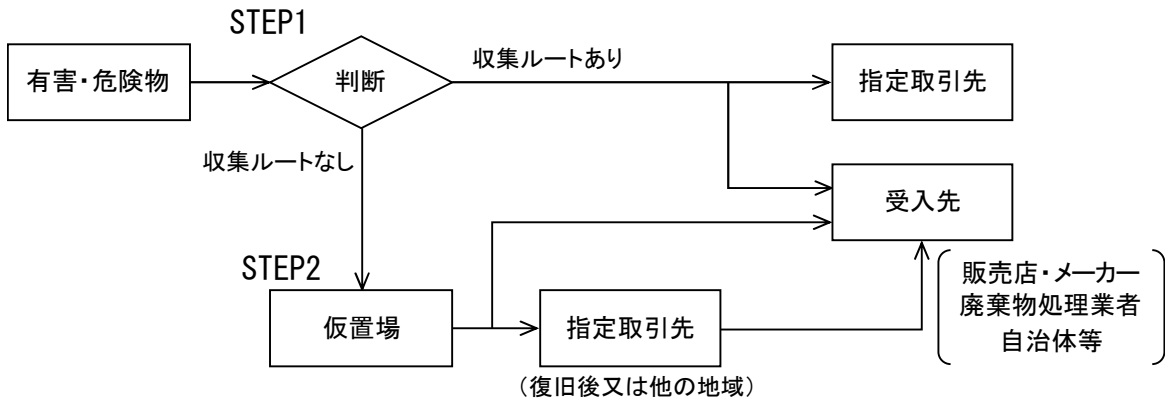 STEP1
有害・危険物
判断
収集ルートあり
指定取引先
収集ルートなし
受入先
STEP2
仮置場
指定取引先
（復旧後又は他の地域）
販売店・メーカー
廃棄物処理業者
自治体等